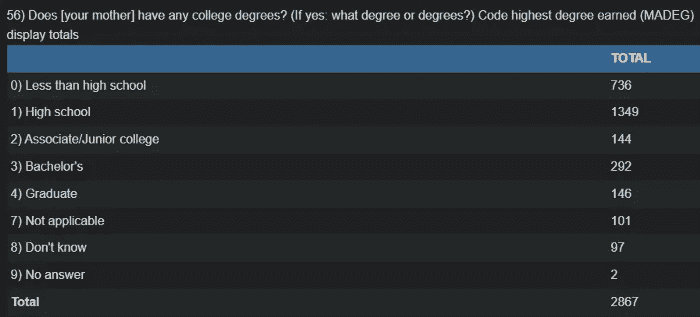 56) Does [your mother] have any college degrees? (If yes: what degree or degrees?) Code highest degree earned (MADEG)
display totals
TOTAL
0) Less than high school 736
1) High school 1349
2) Associate/Junior college 144
3) Bachelor's 292
4) Graduate 146
7) Not applicable 101
8) Don't know 97
9) No answer 2
Total 2867